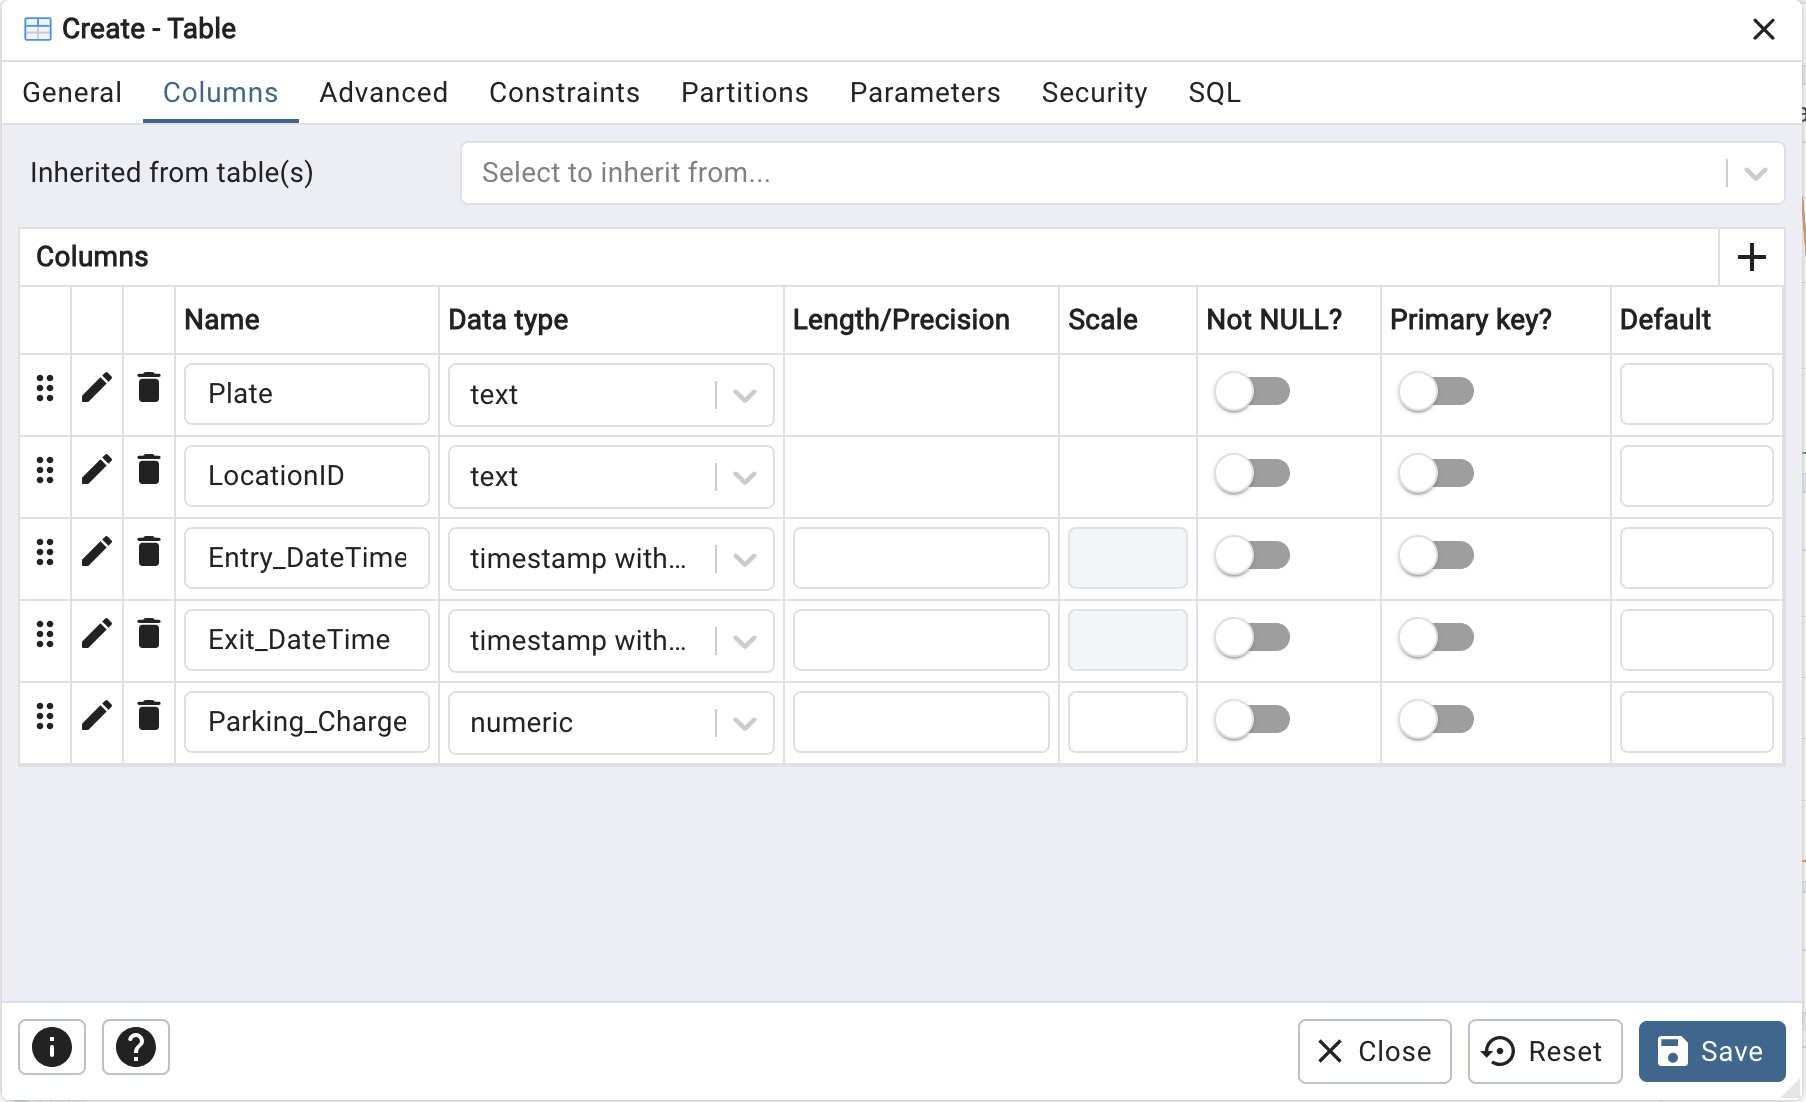 Create - Table
General Columns Advanced Constraints Partitions Parameters Security SQL
Inherited from table(s) Select to inherit from...
Columns
Name Data type Length/Precision Scale Not NULL? Primary key? Default
Plate text
LocationID text
Entry_DateTime timestamp with...
Exit_DateTime timestamp with...
Parking_Charge numeric
Close Reset Save